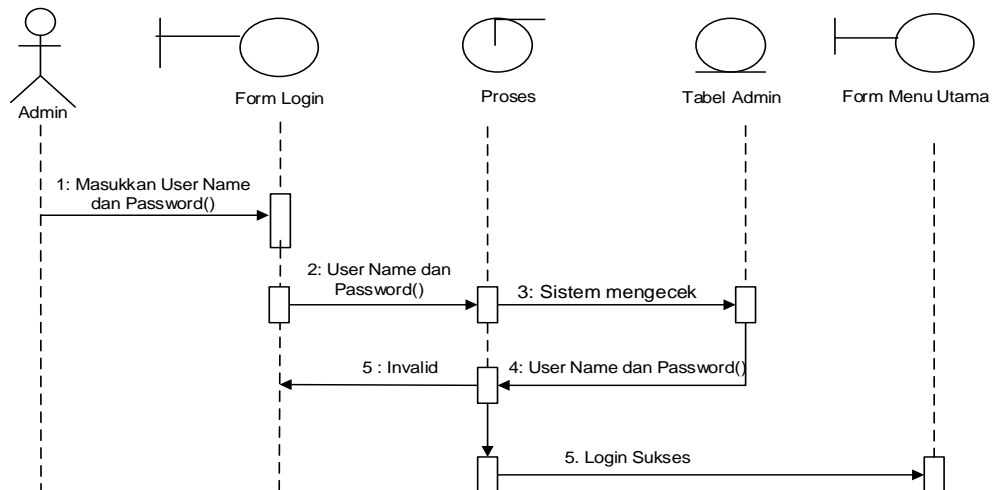 Admin
Form Login
Proses
Tabel Admin
Form Menu Utama
1: Masukkan User Name
dan Password()
2: User Name dan
Password()
3: Sistem mengecek
5 : Invalid
4: User Name dan Password()
5. Login Sukses